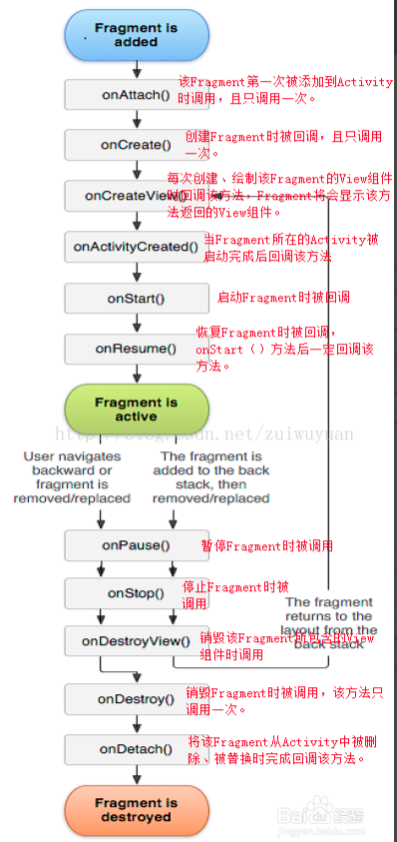 Fragment is
added
onAttach()
该Fragment第一次被添加到Activity
时调用，且只调用一次。
onCreate()
创建Fragment时被回调，且只调用
一次。
onCreateView()
每次创建、绘制该Fragment的View组件
时回调该方法，Fragment将会显示该方
法返回的View组件。
onActivityCreated()
当Fragment所在的Activity被
启动完成后回调该方法
onStart()
启动Fragment时被回调
onResume()
恢复Fragment时被回调，
onStart（）方法后一定回调该
方法。
Fragment is
active
User navigates
backward or
fragment is
removed/replaced
The fragment is
added to the back
stack, then
removed/replaced
onPause()
暂停Fragment时被调用
onStop()
停止Fragment时被
调用
The fragment
returns to the
layout from the
back stack
onDestroyView()
销毁该Fragment所包含的View
组件时调用
onDestroy()
销毁Fragment时被调用，该方法只
调用一次。
onDetach()
将该Fragment从Activity中被删
除、被替换时完成回调该方法。
Fragment is
destroyed
Baidu经验
jingyan.baidu.com